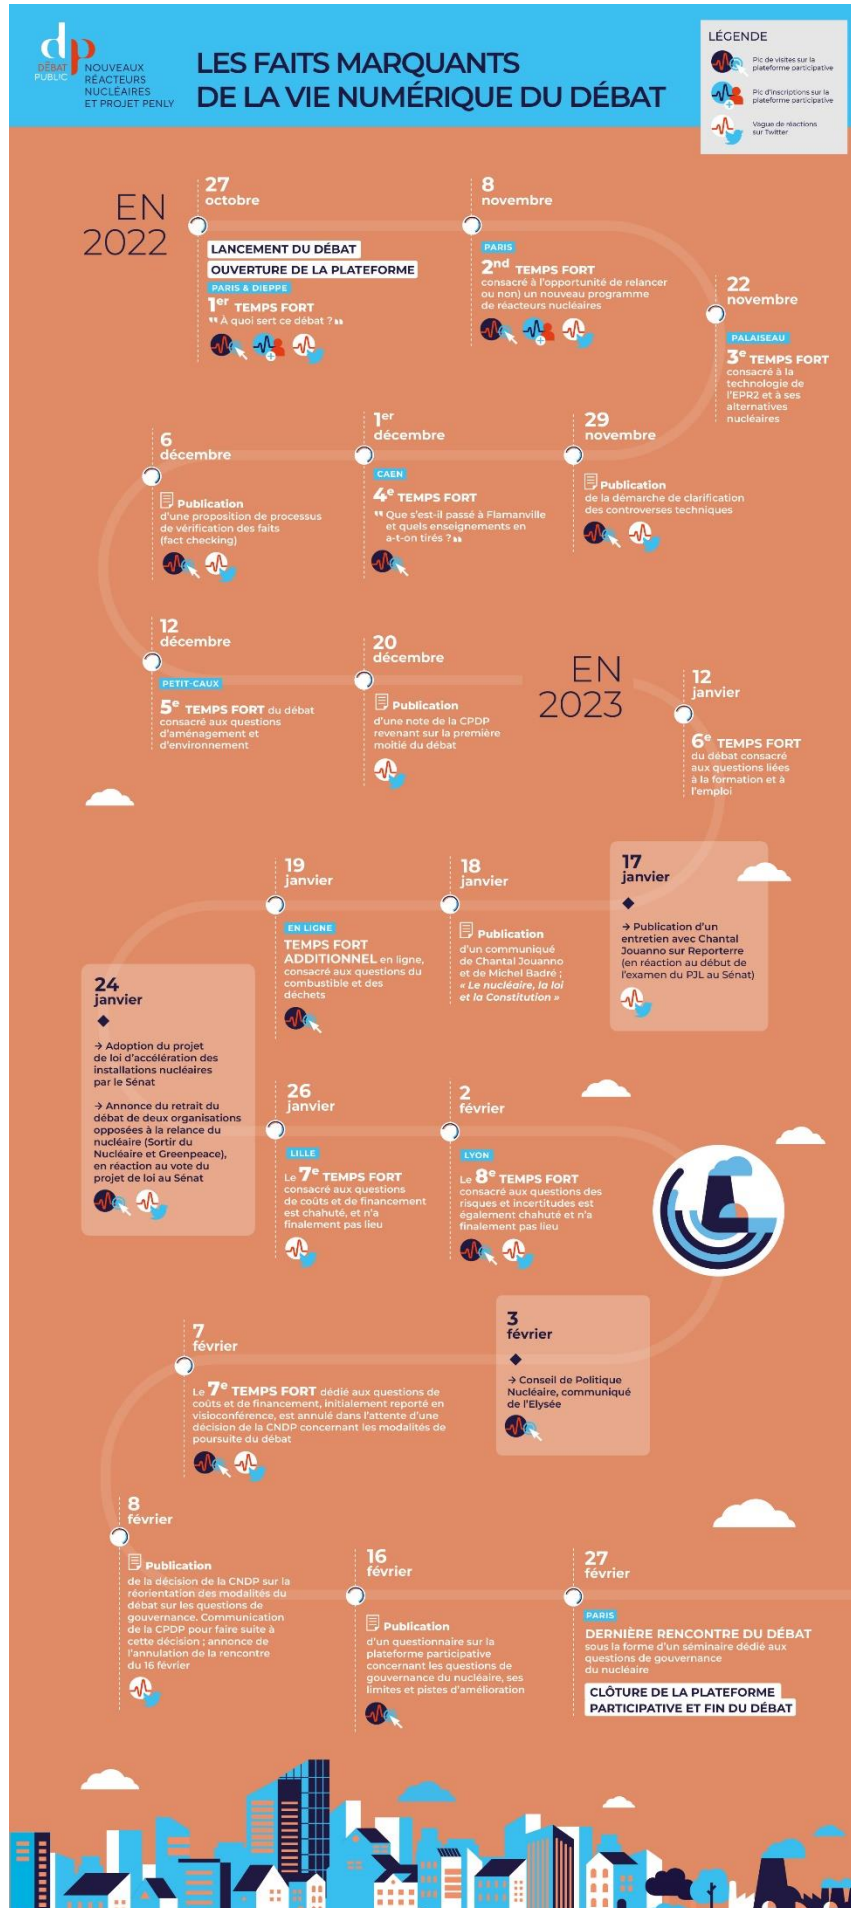 dp
DÉBAT
PUBLIC
NOUVEAUX
RÉACTEURS
NUCLÉAIRES
ET PROJET PENLY
LES FAITS MARQUANTS
DE LA VIE NUMÉRIQUE DU DÉBAT
LÉGENDE
Pic de visites sur la
plateforme participative
Pic d'inscriptions sur la
plateforme participative
Vague de réactions
sur Twitter
EN
2022
27
octobre
LANCEMENT DU DÉBAT
OUVERTURE DE LA PLATEFORME
PARIS & DIEPPE
1er TEMPS FORT
" À quoi sert ce débat ? "
8
novembre
PARIS
2nd TEMPS FORT
consacré à l'opportunité de relancer
ou non) un nouveau programme
de réacteurs nucléaires
22
novembre
PALAISEAU
3e TEMPS FORT
consacré à la
technologie de
l'EPR2 et à ses
alternatives
nucléaires
29
novembre
Publication
de la démarche de clarification
des controverses techniques
1er
décembre
CAEN
4e TEMPS FORT
" Que s'est-il passé à Flamanville
et quels enseignements en
a-t-on tirés ? "
6
décembre
Publication
d'une proposition de processus
de vérification des faits
(fact checking)
12
décembre
PETIT-CAUX
5e TEMPS FORT du débat
consacré aux questions
d'aménagement et
d'environnement
20
décembre
Publication
d'une note de la CPDP
revenant sur la première
moitié du débat
EN
2023
12
janvier
6e TEMPS FORT
du débat consacré
aux questions liées
à la formation et à
l'emploi
17
janvier
→ Publication d'un
entretien avec Chantal
Jouanno sur Reporterre
(en réaction au début de
l'examen du PJL au Sénat)
18
janvier
Publication
d'un communiqué
de Chantal Jouanno
et de Michel Badré ;
« Le nucléaire, la loi
et la Constitution »
19
janvier
EN LIGNE
TEMPS FORT
ADDITIONNEL en ligne,
consacré aux questions du
combustible et des
déchets
24
janvier
→ Adoption du projet
de loi d'accélération des
installations nucléaires
par le Sénat
→ Annonce du retrait du
débat de deux organisations
opposées à la relance du
nucléaire (Sortir du
Nucléaire et Greenpeace),
en réaction au vote du
projet de loi au Sénat
26
janvier
LILLE
Le 7e TEMPS FORT
consacré aux questions
de coûts et de financement
est chahuté, et n'a
finalement pas lieu
2
février
LYON
Le 8e TEMPS FORT
consacré aux questions des
risques et incertitudes est
également chahuté et n'a
finalement pas lieu
3
février
→ Conseil de Politique
Nucléaire, communiqué
de l'Elysée
7
février
Le 7e TEMPS FORT dédié aux questions de
coûts et de financement, initialement reporté en
visioconférence, est annulé dans l'attente d'une
décision de la CNDP concernant les modalités de
poursuite du débat
8
février
Publication
de la décision de la CNDP sur la
réorientation des modalités du
débat sur les questions de
gouvernance. Communication
de la CPDP pour faire suite à
cette décision ; annonce de
l'annulation de la rencontre
du 16 février
16
février
Publication
d'un questionnaire sur la
plateforme participative
concernant les questions de
gouvernance du nucléaire, ses
limites et pistes d'amélioration
27
février
PARIS
DERNIÈRE RENCONTRE DU DÉBAT
sous la forme d'un séminaire dédié aux
questions de gouvernance
du nucléaire
CLÔTURE DE LA PLATEFORME
PARTICIPATIVE ET FIN DU DÉBAT